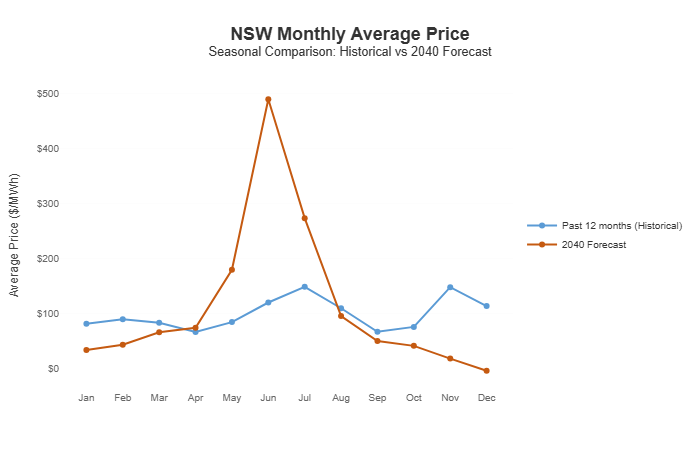 NSW Monthly Average Price
Seasonal Comparison: Historical vs 2040 Forecast
Average Price ($/MWh)
$500
$400
$300
$200
$100
$0
Jan Feb Mar Apr May Jun Jul Aug Sep Oct Nov Dec
Past 12 months (Historical)
2040 Forecast